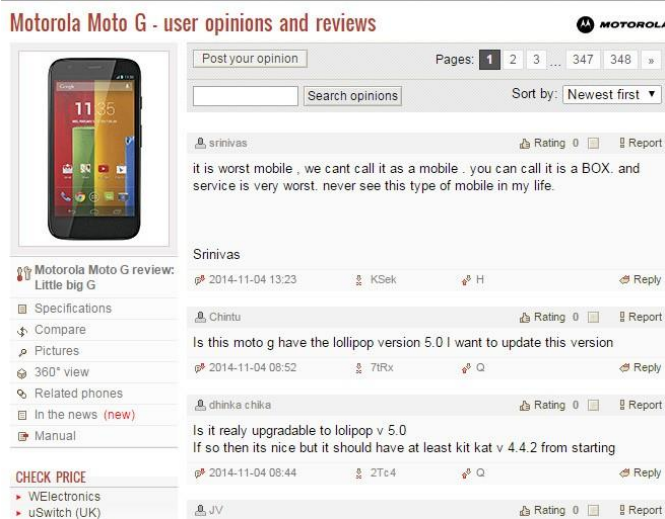 Motorola Moto G - user opinions and reviews
MOTOROLA
Post your opinion
Pages: 1 2 3 ... 347 348 »
Search opinions
Sort by: Newest first
Google
11 35
Motorola Moto G review:
Little big G
Specifications
Compare
Pictures
360° view
Related phones
In the news (new)
Manual
CHECK PRICE
WElectronics
uSwitch (UK)
srinivas
Rating 0
Report
it is worst mobile , we cant call it as a mobile . you can call it is a BOX. and
service is very worst. never see this type of mobile in my life.
Srinivas
2014-11-04 13:23
KSek
H
Reply
Chintu
Rating 0
Report
Is this moto g have the lollipop version 5.0 I want to update this version
2014-11-04 08:52
7tRx
Q
Reply
dhinka chika
Rating 0
Report
Is it realy upgradable to lolipop v 5.0
If so then its nice but it should have at least kit kat v 4.4.2 from starting
2014-11-04 08:44
2Tc4
Q
Reply
JV
Rating 0
Report